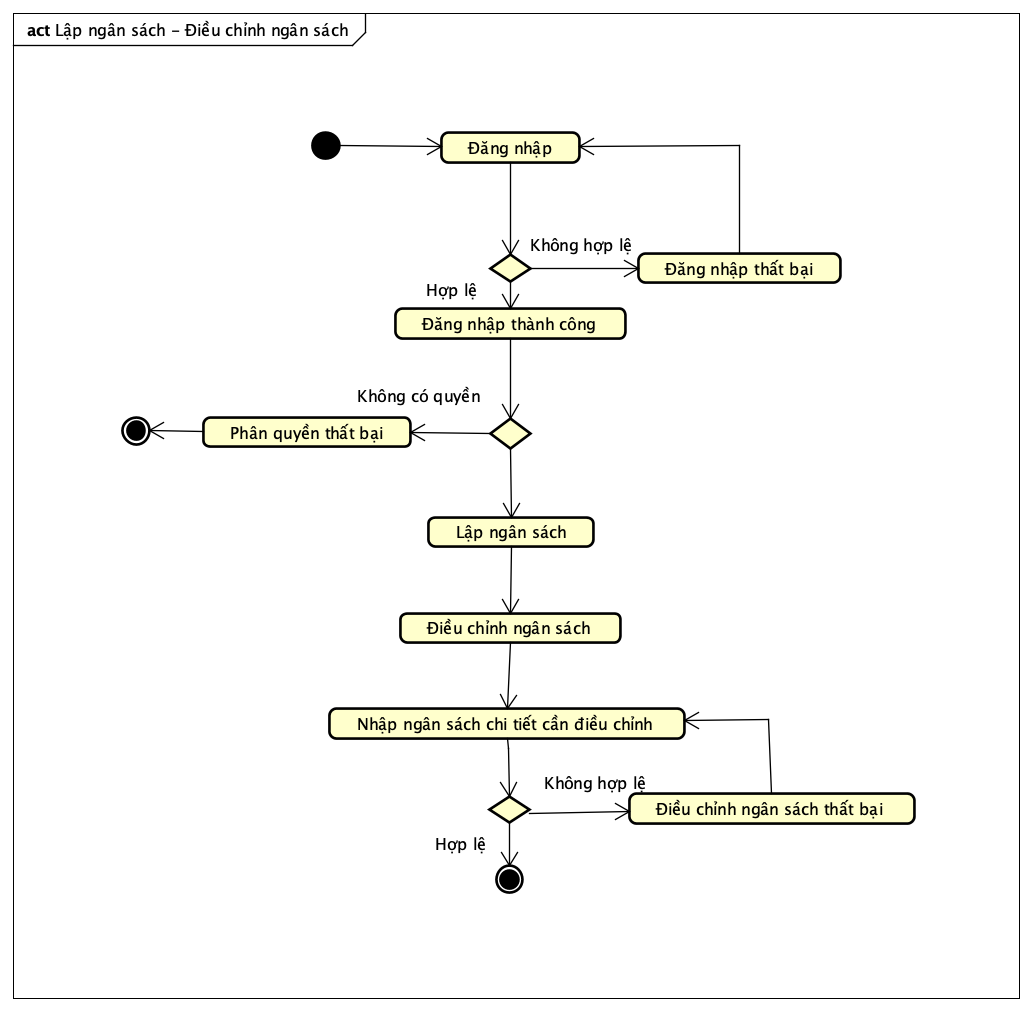 act Lập ngân sách – Điều chỉnh ngân sách
Đăng nhập
Không hợp lệ
Đăng nhập thất bại
Hợp lệ
Đăng nhập thành công
Không có quyền
Phân quyền thất bại
Lập ngân sách
Điều chỉnh ngân sách
Nhập ngân sách chi tiết cần điều chỉnh
Không hợp lệ
Điều chỉnh ngân sách thất bại
Hợp lệ